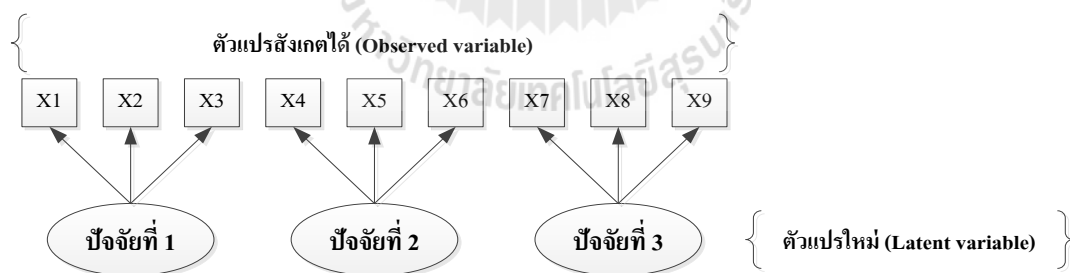 ตัวแปรสังเกตได้ (Observed variable)
X1 X2 X3 X4 X5 X6 X7 X8 X9
ปัจจัยที่ 1 ปัจจัยที่ 2 ปัจจัยที่ 3 ตัวแปรใหม่ (Latent variable)